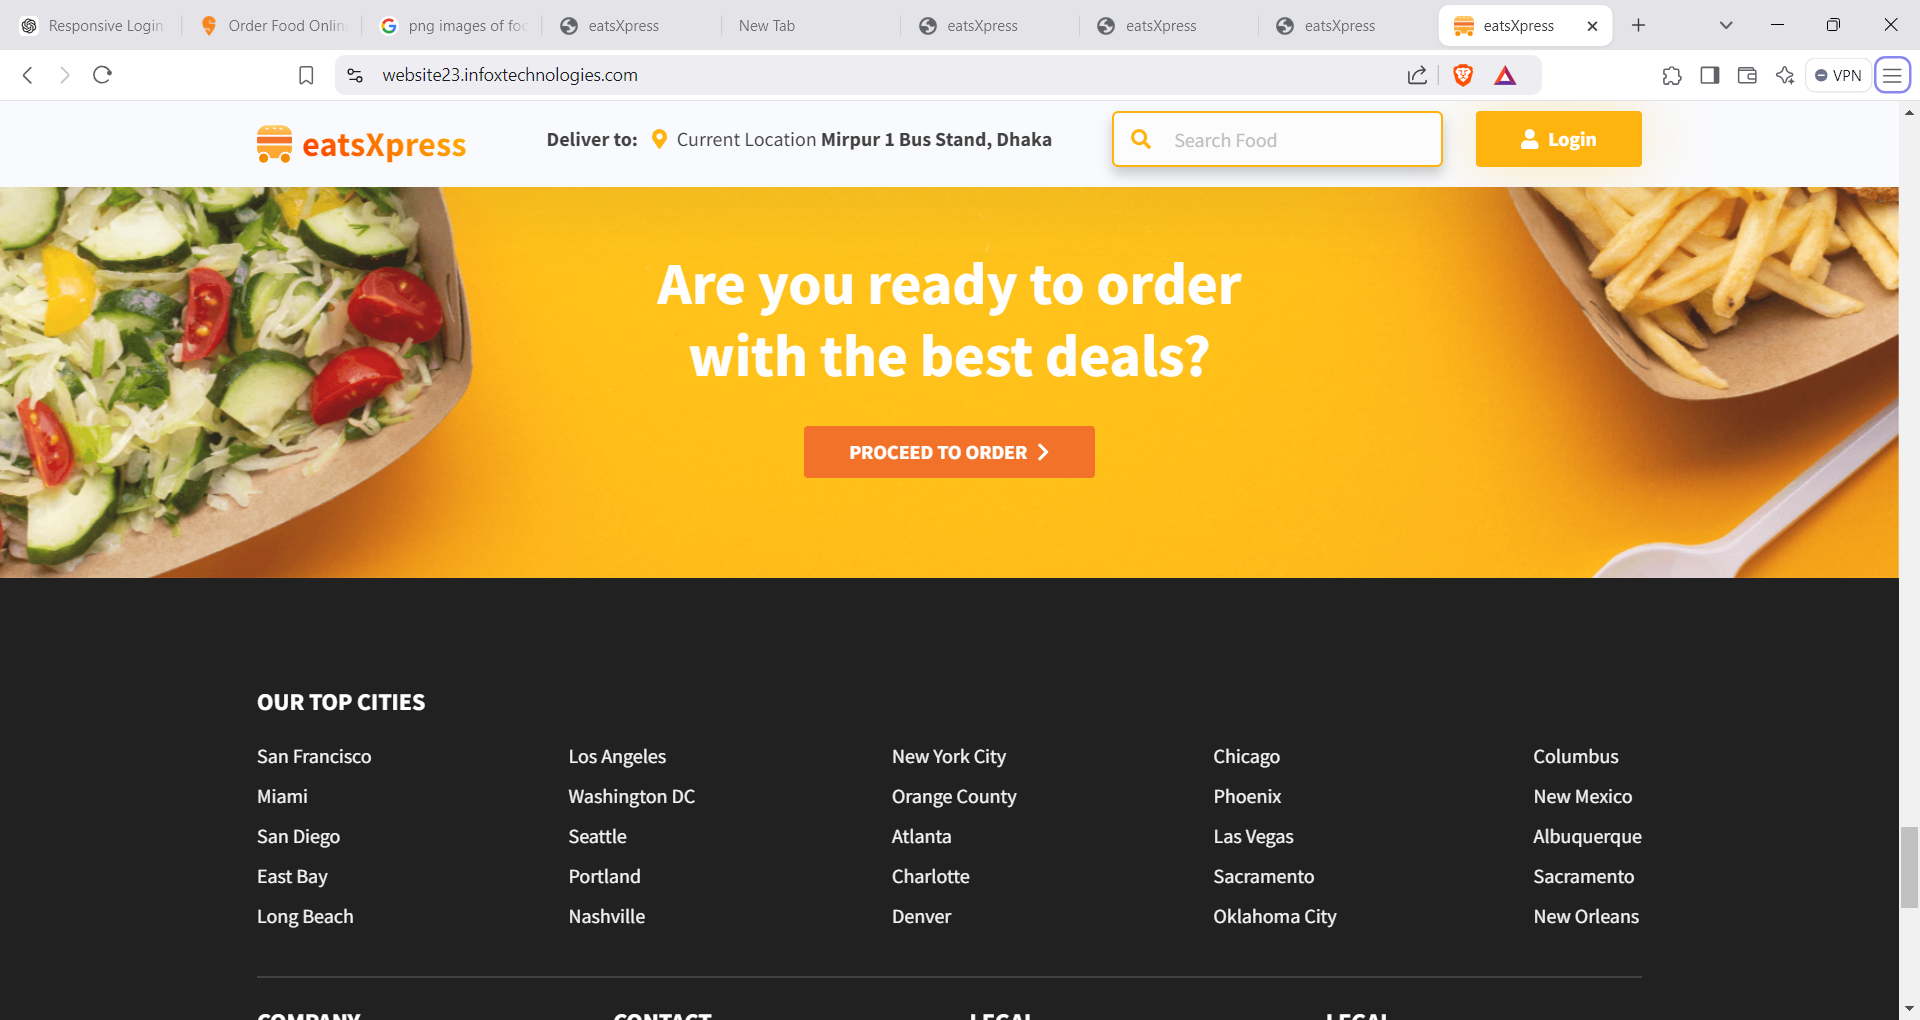 Responsive Login
Order Food Onlin
png images of foo
eatsXpress
New Tab
eatsXpress
eatsXpress
eatsXpress
eatsXpress
website23.infoxtechnologies.com
VPN
eatsXpress
Deliver to: Current Location Mirpur 1 Bus Stand, Dhaka
Search Food
Login
Are you ready to order
with the best deals?
PROCEED TO ORDER
OUR TOP CITIES
San Francisco Los Angeles New York City Chicago Columbus
Miami Washington DC Orange County Phoenix New Mexico
San Diego Seattle Atlanta Las Vegas Albuquerque
East Bay Portland Charlotte Sacramento Sacramento
Long Beach Nashville Denver Oklahoma City New Orleans
COMPANY CONTACT LEGAL LEGAL